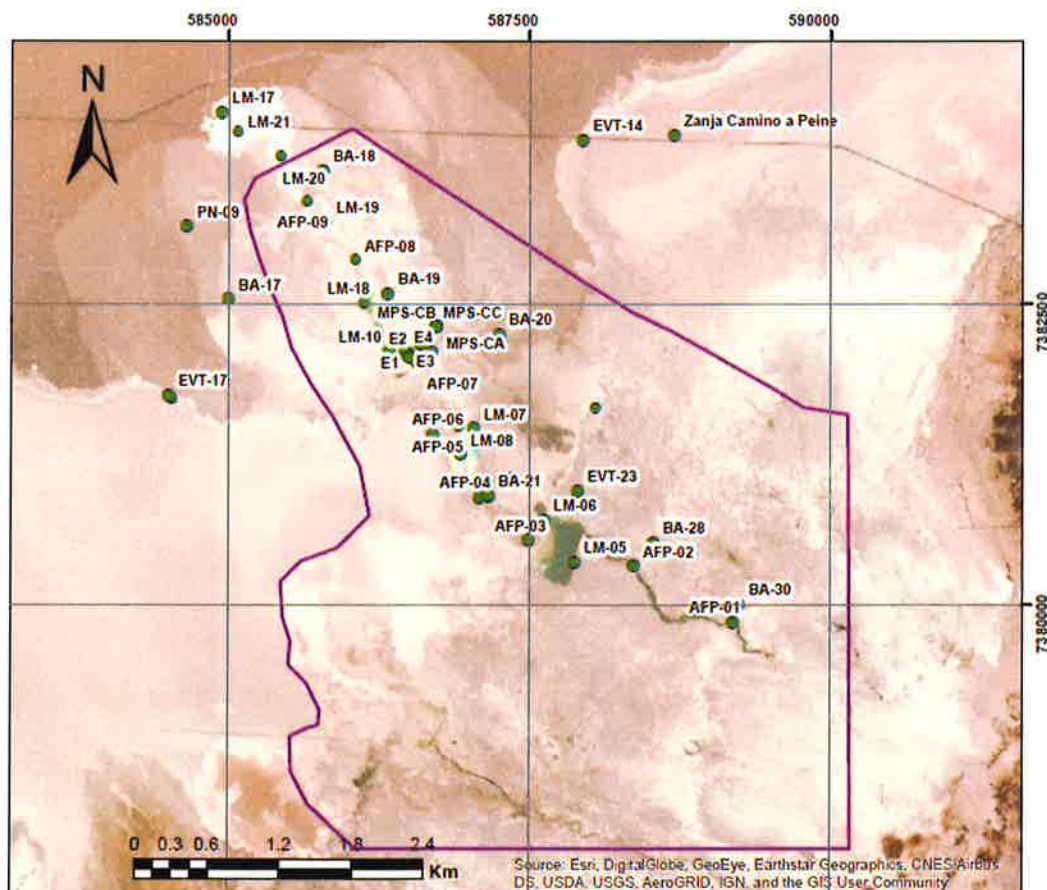 585000
587500
590000
N
LM-17
LM-21
EVT-14
Zanja Camino a Peine
BA-18
LM-20
LM-19
AFP-09
PN-09
AFP-08
BA-19
BA-17
LM-18
7382500
MPS-CB
MPS-CC
BA-20
LM-10
E2
E4
MPS-CA
E1
E3
EVT-17
AFP-07
AFP-06
LM-07
AFP-05
LM-08
AFP-04
BA-21
EVT-23
LM-06
AFP-03
BA-28
LM-05
AFP-02
BA-30
AFP-01
7380000
0 0.3 0.6 1.2 1.8 2.4
Km
Source: Esri, DigitalGlobe, GeoEye, Earthstar Geographics, CNES/Airbus
DS, USDA, USGS, AeroGRID, IGN, and the GIS User Community